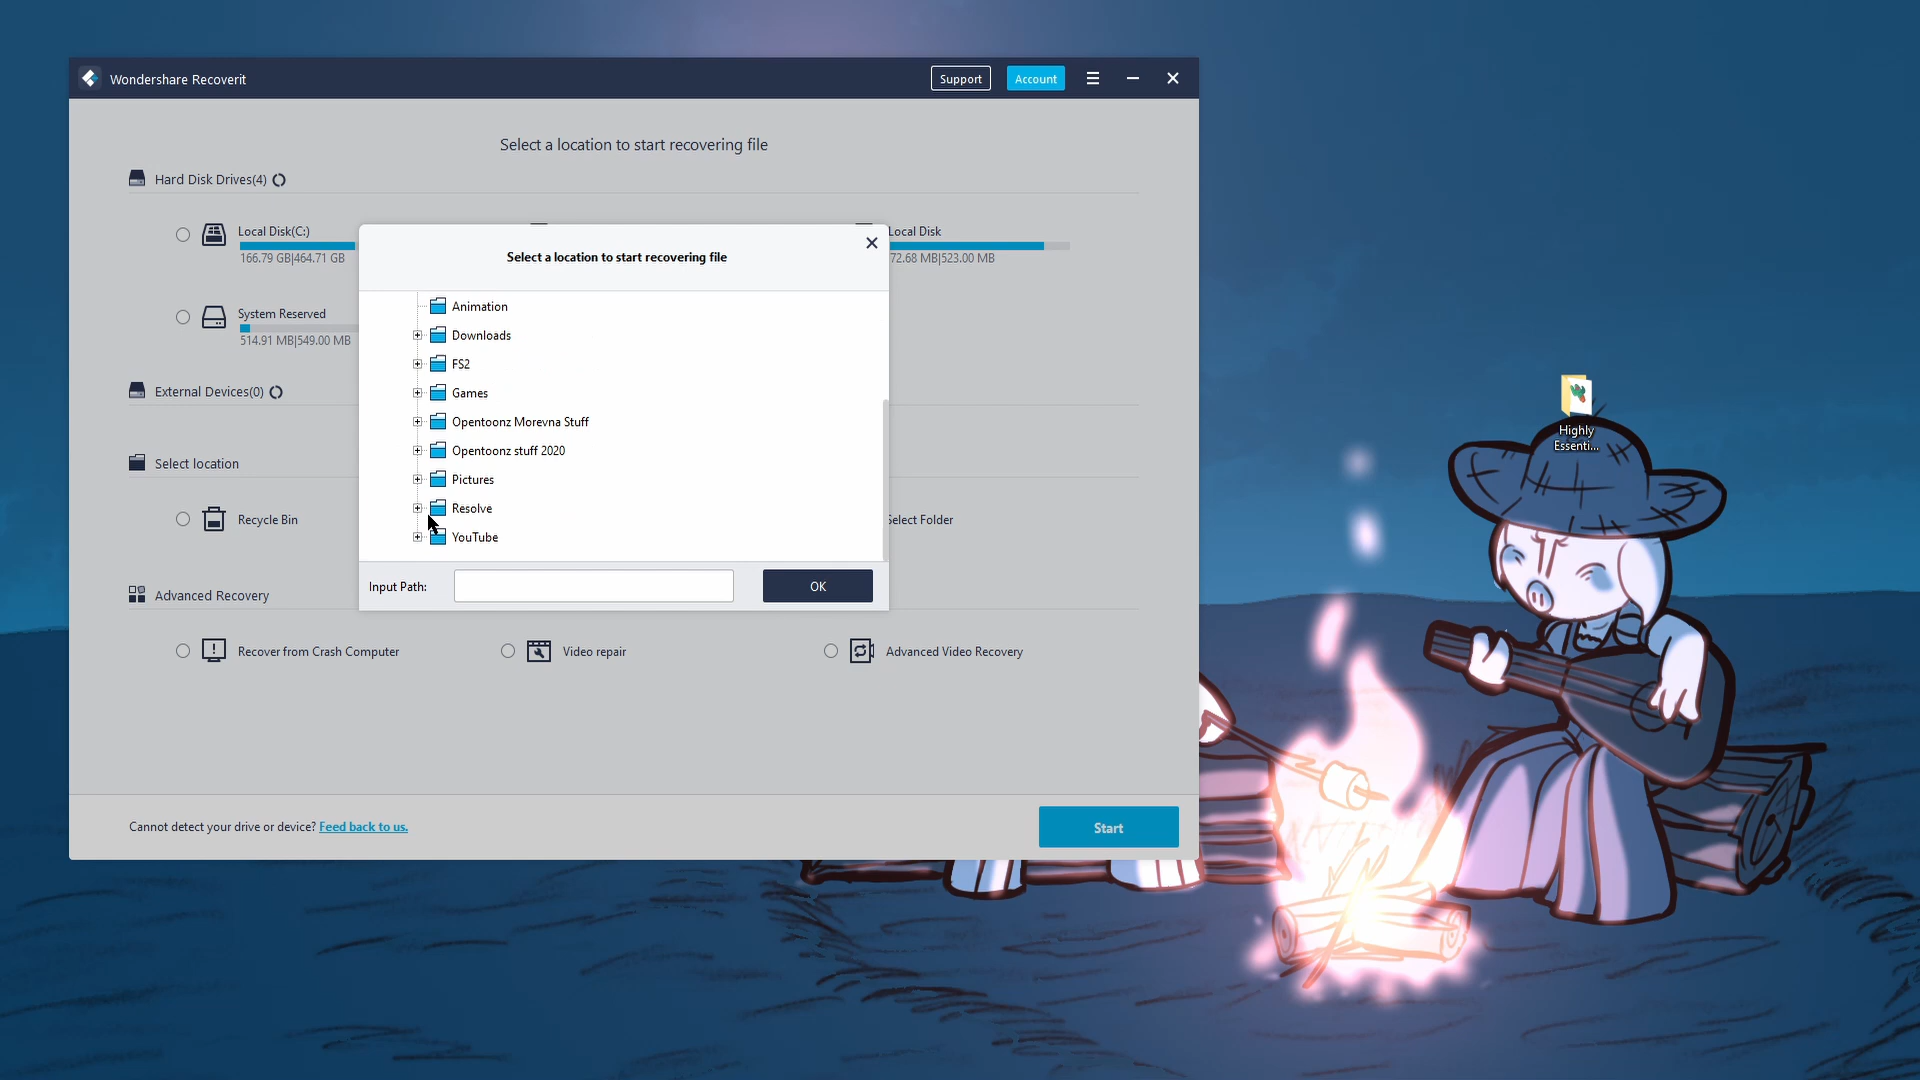 Wondershare Recoverit
Support
Account
Select a location to start recovering file
Hard Disk Drives(4)
Local Disk(C:)
166.79 GB|464.71 GB
Local Disk
72.68 MB|523.00 MB
System Reserved
514.91 MB|549.00 MB
External Devices(0)
Select location
Recycle Bin
Select Folder
Advanced Recovery
Recover from Crash Computer
Video repair
Advanced Video Recovery
Cannot detect your drive or device? Feed back to us.
Start
Select a location to start recovering file
Animation
Downloads
FS2
Games
Opentoonz Morevna Stuff
Opentoonz stuff 2020
Pictures
Resolve
YouTube
Input Path:
OK
Highly
Essenti...